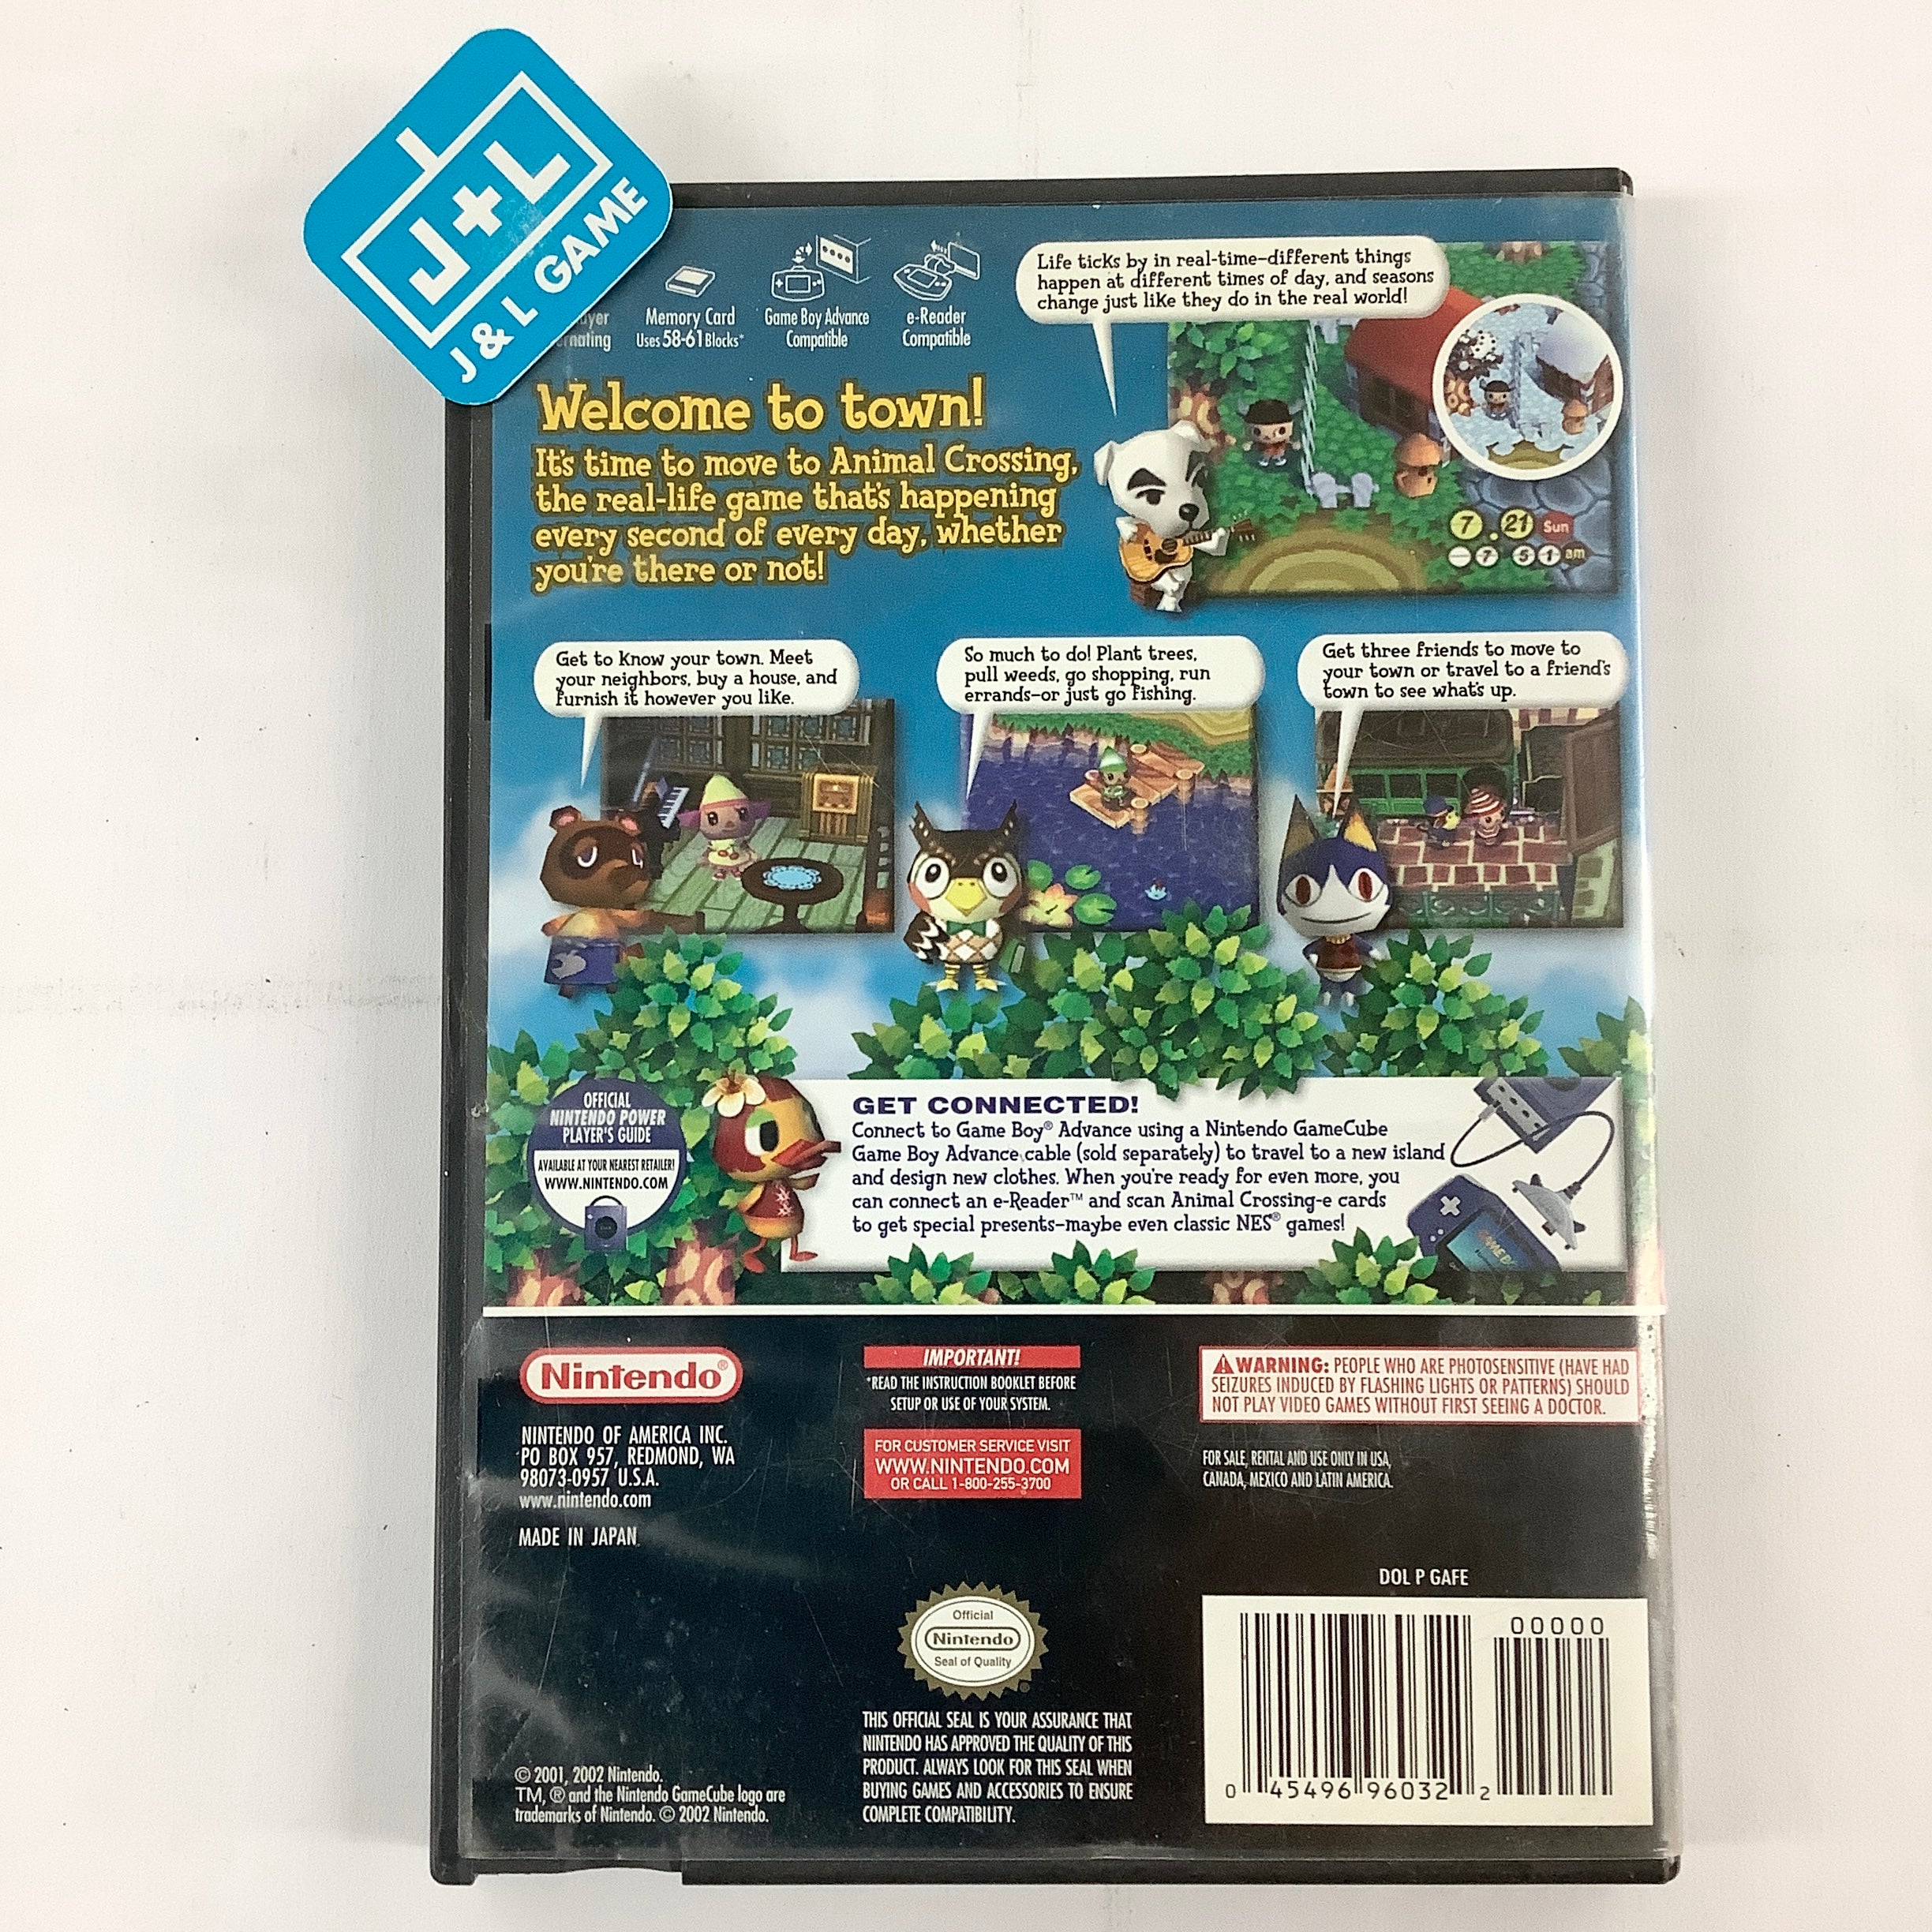 J+L
J & L GAME
Memory Card
Uses 58-61 Blocks*
Game Boy Advance
Compatible
e-Reader
Compatible
Life ticks by in real-time-different things
happen at different times of day, and seasons
change just like they do in the real world!
Welcome to town!
It's time to move to Animal Crossing,
the real-life game that's happening
every second of every day, whether
you're there or not!
7.21 Sun
7 51 am
Get to know your town. Meet
your neighbors, buy a house, and
furnish it however you like.
So much to do! Plant trees,
pull weeds, go shopping, run
errands-or just go fishing.
Get three friends to move to
your town or travel to a friend's
town to see what's up.
OFFICIAL
NINTENDO POWER
PLAYER'S GUIDE
AVAILABLE AT YOUR NEAREST RETAILER!
WWW.NINTENDO.COM
GET CONNECTED!
Connect to Game Boy® Advance using a Nintendo GameCube
Game Boy Advance cable (sold separately) to travel to a new island
and design new clothes. When you're ready for even more, you
can connect an e-Reader™ and scan Animal Crossing-e cards
to get special presents-maybe even classic NES® games!
Nintendo®
NINTENDO OF AMERICA INC.
PO BOX 957, REDMOND, WA
98073-0957 U.S.A.
www.nintendo.com
MADE IN JAPAN
IMPORTANT!
*READ THE INSTRUCTION BOOKLET BEFORE
SETUP OR USE OF YOUR SYSTEM.
FOR CUSTOMER SERVICE VISIT
WWW.NINTENDO.COM
OR CALL 1-800-255-3700
WARNING: PEOPLE WHO ARE PHOTOSENSITIVE (HAVE HAD
SEIZURES INDUCED BY FLASHING LIGHTS OR PATTERNS) SHOULD
NOT PLAY VIDEO GAMES WITHOUT FIRST SEEING A DOCTOR.
FOR SALE, RENTAL AND USE ONLY IN USA,
CANADA, MEXICO AND LATIN AMERICA.
Official
Nintendo
Seal of Quality
THIS OFFICIAL SEAL IS YOUR ASSURANCE THAT
NINTENDO HAS APPROVED THE QUALITY OF THIS
PRODUCT. ALWAYS LOOK FOR THIS SEAL WHEN
BUYING GAMES AND ACCESSORIES TO ENSURE
COMPLETE COMPATIBILITY.
© 2001, 2002 Nintendo.
TM, ® and the Nintendo GameCube logo are
trademarks of Nintendo. © 2002 Nintendo.
DOL P GAFE
00000
0 45496 96032 2